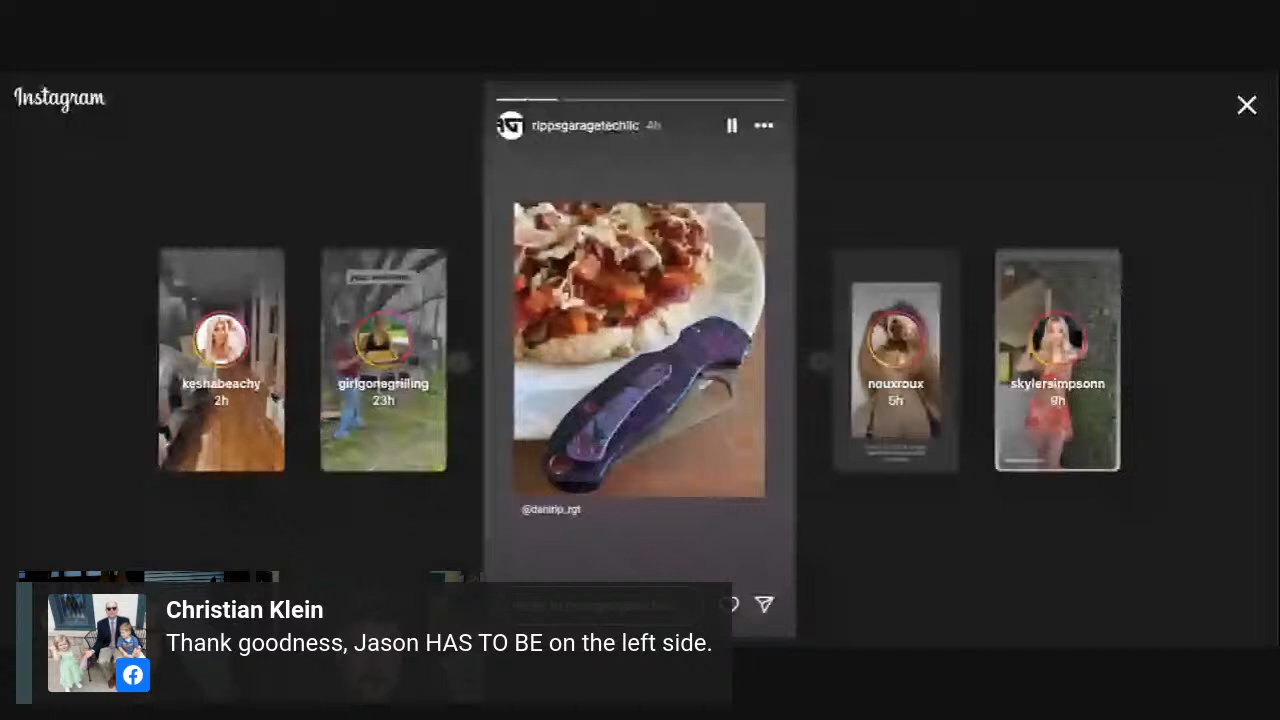 Instagram
rippsgaragetechllc 4h
keshabeachy
2h
girlgonegrilling
23h
nouxroux
5h
skylersimpsonn
9h
@danirip_rgt
Christian Klein
Thank goodness, Jason HAS TO BE on the left side.